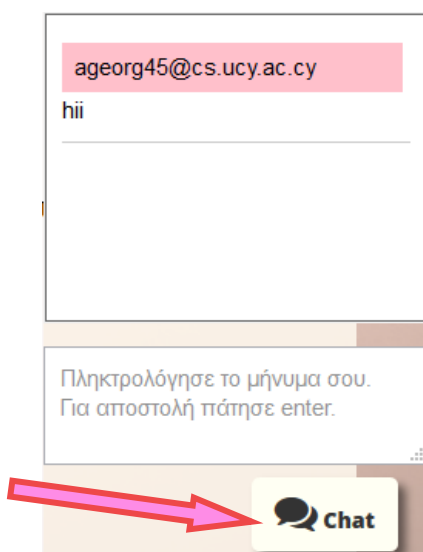 ageorg45@cs.ucy.ac.cy
hii
Πληκτρολόγησε το μήνυμα σου.
Για αποστολή πάτησε enter.
Chat